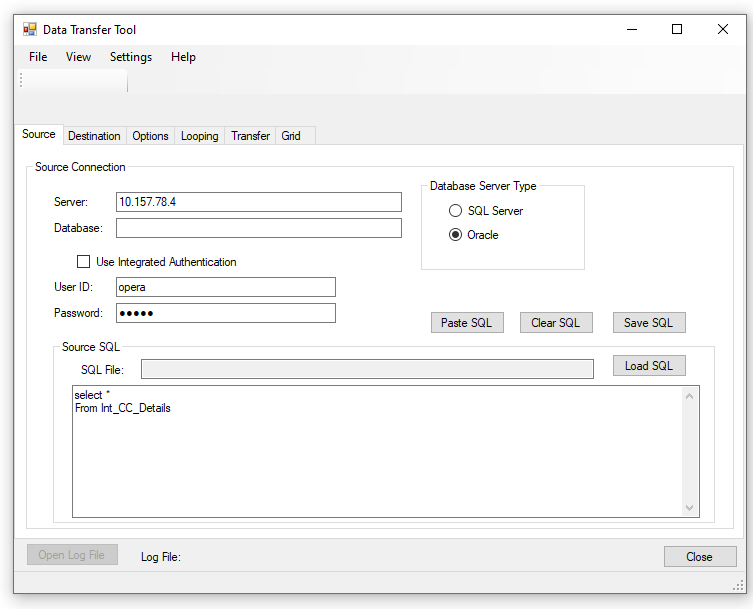 Data Transfer Tool
File View Settings Help
Source Destination Options Looping Transfer Grid
Source Connection
Database Server Type
Server: 10.157.78.4
SQL Server
Database:
Oracle
Use Integrated Authentication
User ID: opera
Password: ●●●●●
Paste SQL Clear SQL Save SQL
Source SQL
SQL File:
Load SQL
select *
From Int_CC_Details
Open Log File Log File: Close